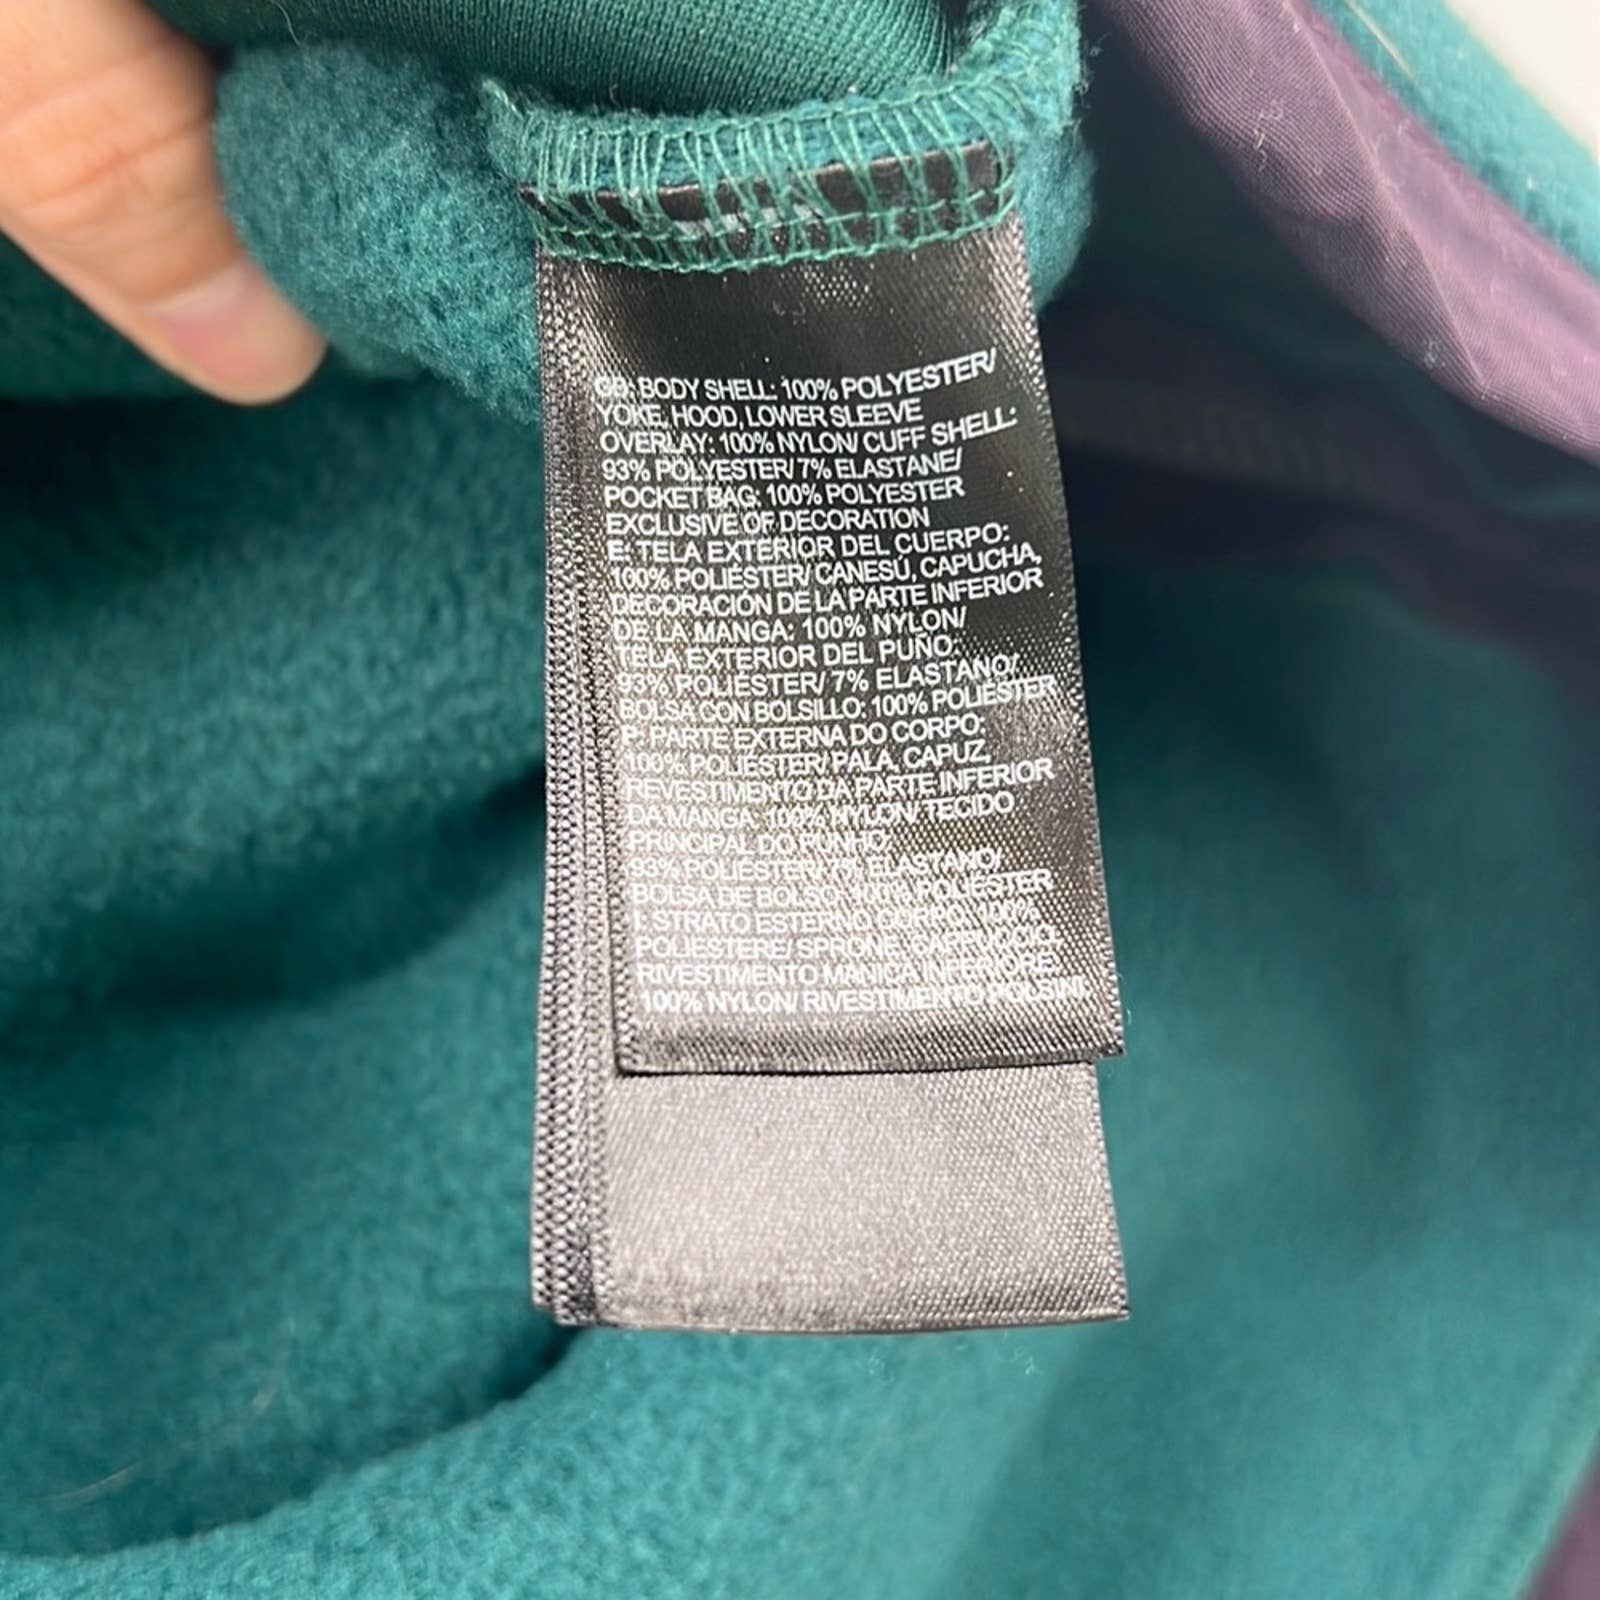 GB: BODY SHELL: 100% POLYESTER/
YOKE, HOOD, LOWER SLEEVE
OVERLAY: 100% NYLON/ CUFF SHELL:
93% POLYESTER/ 7% ELASTANE/
POCKET BAG: 100% POLYESTER
EXCLUSIVE OF DECORATION
E: TELA EXTERIOR DEL CUERPO:
100% POLIÉSTER/ CANESÚ, CAPUCHA,
DECORACIÓN DE LA PARTE INFERIOR
DE LA MANGA: 100% NYLON/
TELA EXTERIOR DEL PUÑO:
93% POLIÉSTER/ 7% ELASTANO/
BOLSA CON BOLSILLO: 100% POLIÉSTER
P: PARTE EXTERNA DO CORPO:
100% POLIÉSTER/ PALA, CAPUZ,
REVESTIMENTO DA PARTE INFERIOR
DA MANGA: 100% NYLON/ TECIDO
PRINCIPAL DO PUNHO:
93% POLIÉSTER/ 7% ELASTANO/
BOLSA DE BOLSO: 100% POLIÉSTER
I: STRATO ESTERNO CORPO: 100%
POLIESTERE/ SPRONE, CAPPUCCIO,
RIVESTIMENTO MANICA INFERIORE:
100% NYLON/ RIVESTIMENTO POLSINI: